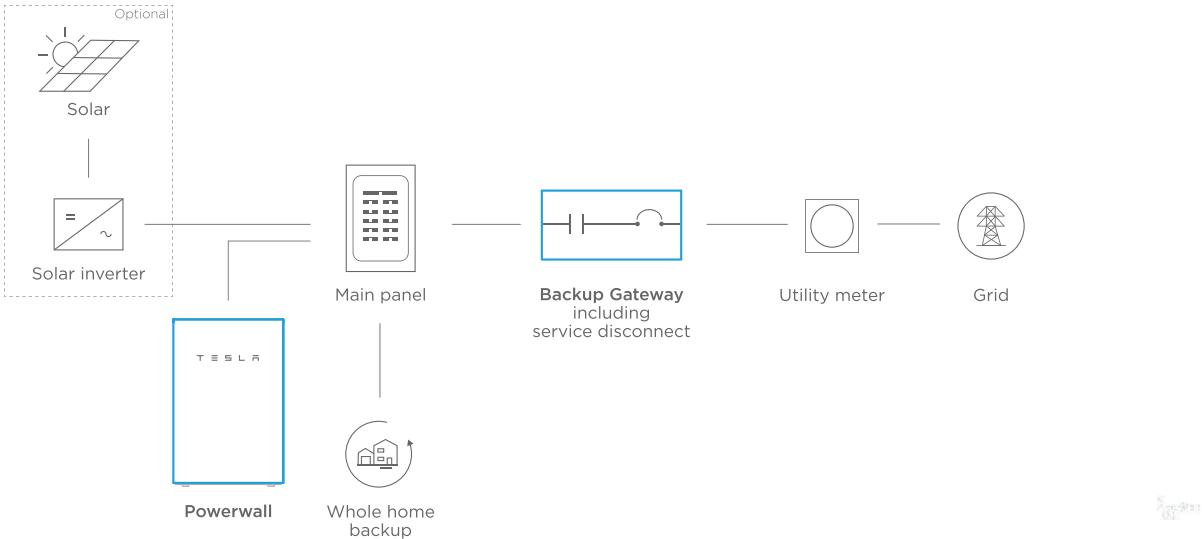 Optional
Solar
Solar inverter
Main panel
Backup Gateway
including
service disconnect
Utility meter
Grid
TESLA
Powerwall
Whole home
backup